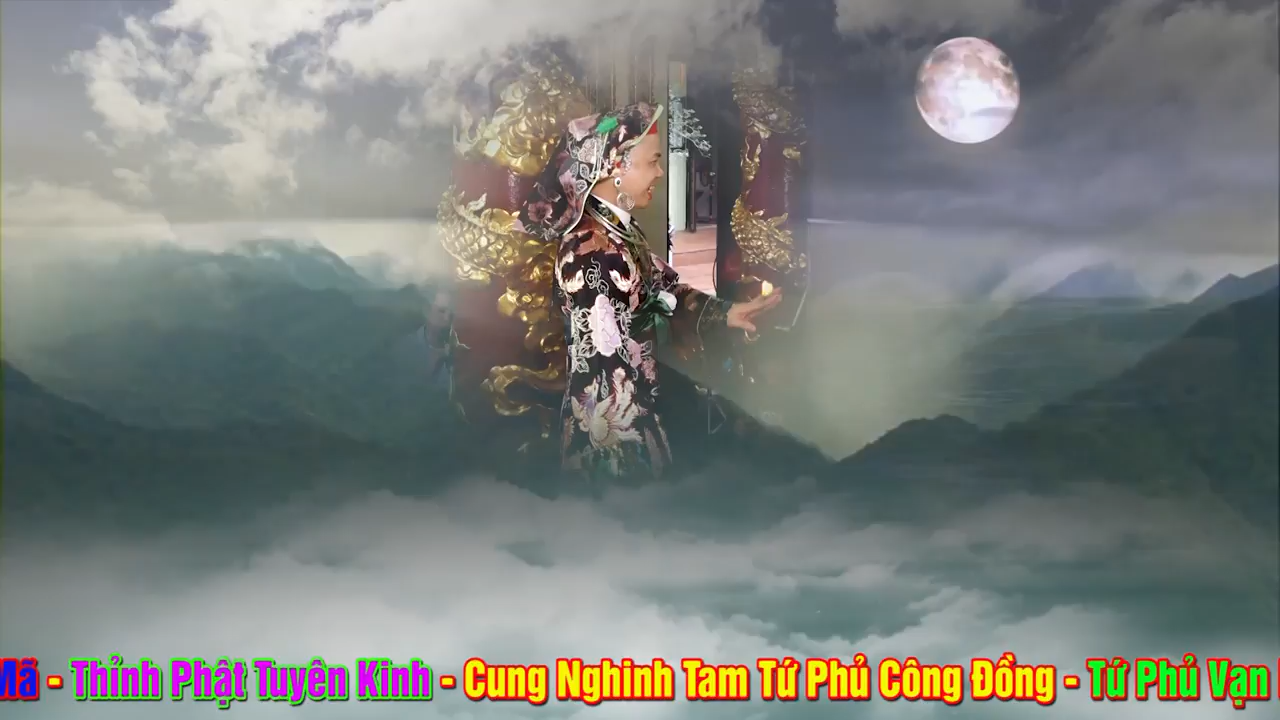 Mã - Thỉnh Phật Tuyên Kinh - Cung Nghinh Tam Tứ Phủ Công Đồng - Tứ Phủ Vạn